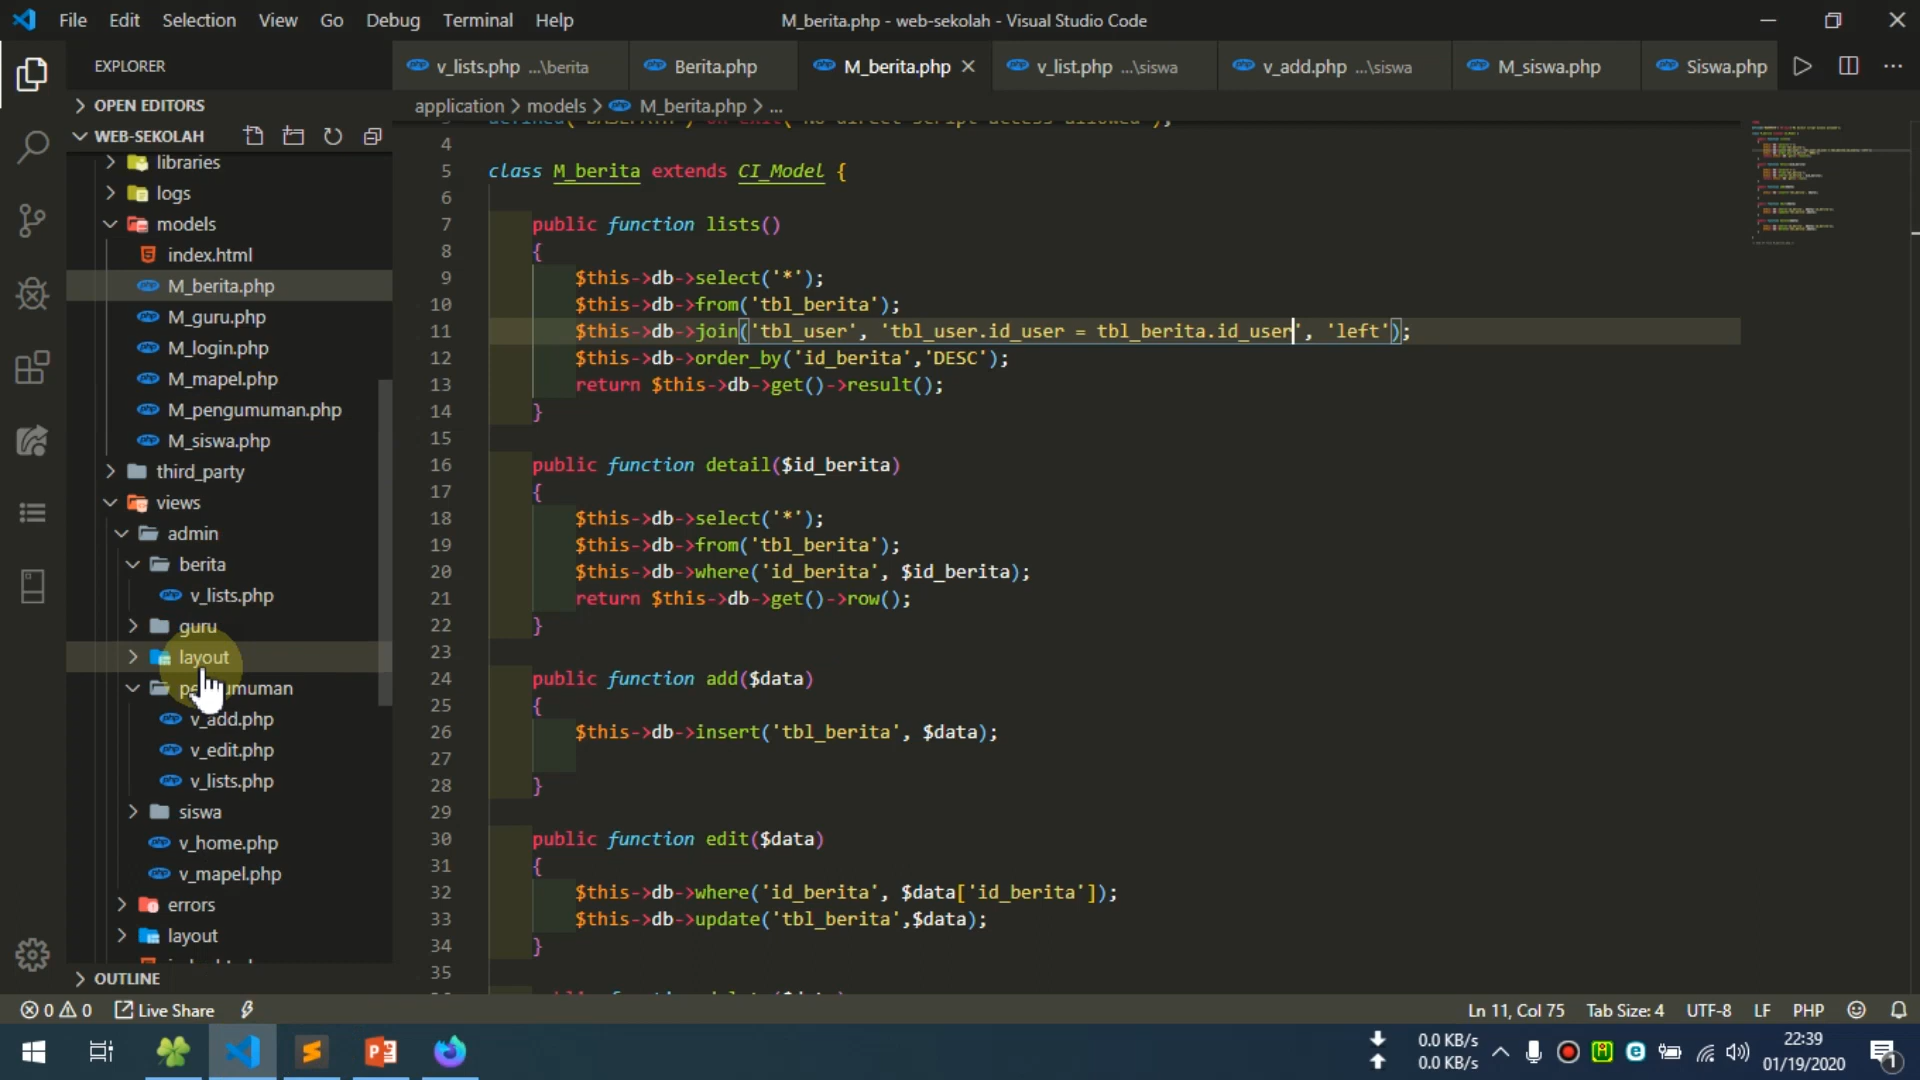 File Edit Selection View Go Debug Terminal Help
M_berita.php - web-sekolah - Visual Studio Code
EXPLORER
v_lists.php ...\berita
Berita.php
M_berita.php
v_list.php ...\siswa
v_add.php ...\siswa
M_siswa.php
Siswa.php
application > models > M_berita.php > ...
OPEN EDITORS
WEB-SEKOLAH
libraries
logs
models
index.html
M_berita.php
M_guru.php
M_login.php
M_mapel.php
M_pengumuman.php
M_siswa.php
third_party
views
admin
berita
v_lists.php
guru
layout
v_add.php
v_edit.php
v_lists.php
siswa
v_home.php
v_mapel.php
errors
layout
OUTLINE
4
5 class M_berita extends CI_Model {
6
7 public function lists()
8 {
9 $this->db->select('*');
10 $this->db->from('tbl_berita');
11 $this->db->join('tbl_user', 'tbl_user.id_user = tbl_berita.id_user', 'left');
12 $this->db->order_by('id_berita','DESC');
13 return $this->db->get()->result();
14 }
15
16 public function detail($id_berita)
17 {
18 $this->db->select('*');
19 $this->db->from('tbl_berita');
20 $this->db->where('id_berita', $id_berita);
21 return $this->db->get()->row();
22 }
23
24 public function add($data)
25 {
26 $this->db->insert('tbl_berita', $data);
27
28 }
29
30 public function edit($data)
31 {
32 $this->db->where('id_berita', $data['id_berita']);
33 $this->db->update('tbl_berita',$data);
34 }
35
0 0 Live Share
Ln 11, Col 75 Tab Size: 4 UTF-8 LF PHP
0.0 KB/s
0.0 KB/s
22:39
01/19/2020
1